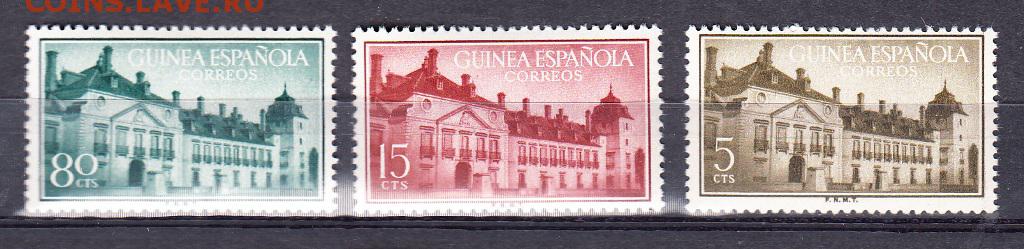 COINS.LAVE.RU
GUINEA ESPAÑOLA
CORREOS
80
CTS
GUINEA ESPAÑOLA
CORREOS
15
CTS
GUINEA ESPAÑOLA
CORREOS
5
CTS
F.N.M.T.